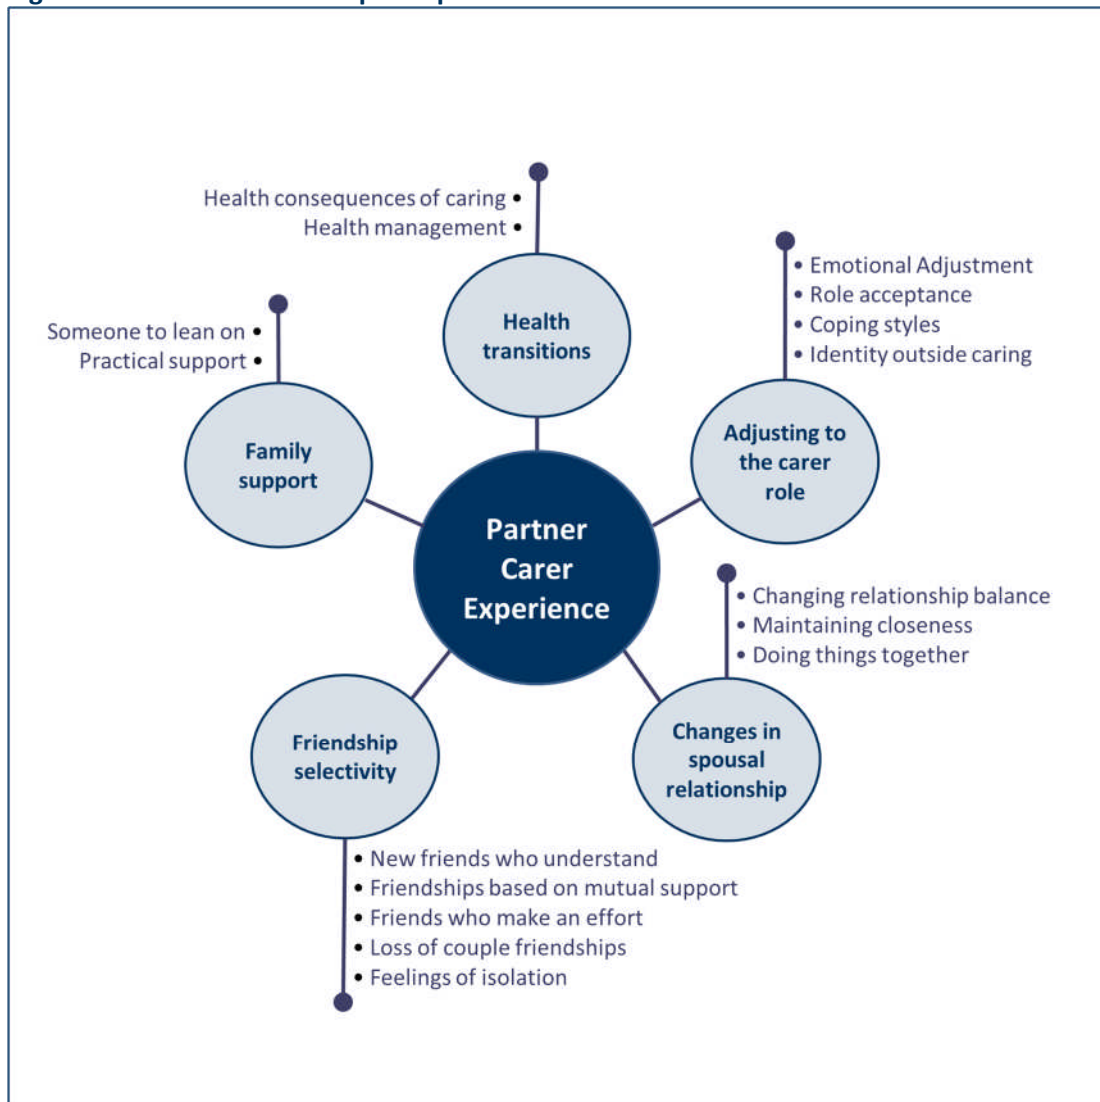 Health consequences of caring •
Health management •
Health
transitions
• Emotional Adjustment
• Role acceptance
• Coping styles
• Identity outside caring
Adjusting to
the carer
role
Someone to lean on •
Practical support •
Family
support
Partner
Carer
Experience
• Changing relationship balance
• Maintaining closeness
• Doing things together
Changes in
spousal
relationship
Friendship
selectivity
• New friends who understand
• Friendships based on mutual support
• Friends who make an effort
• Loss of couple friendships
• Feelings of isolation